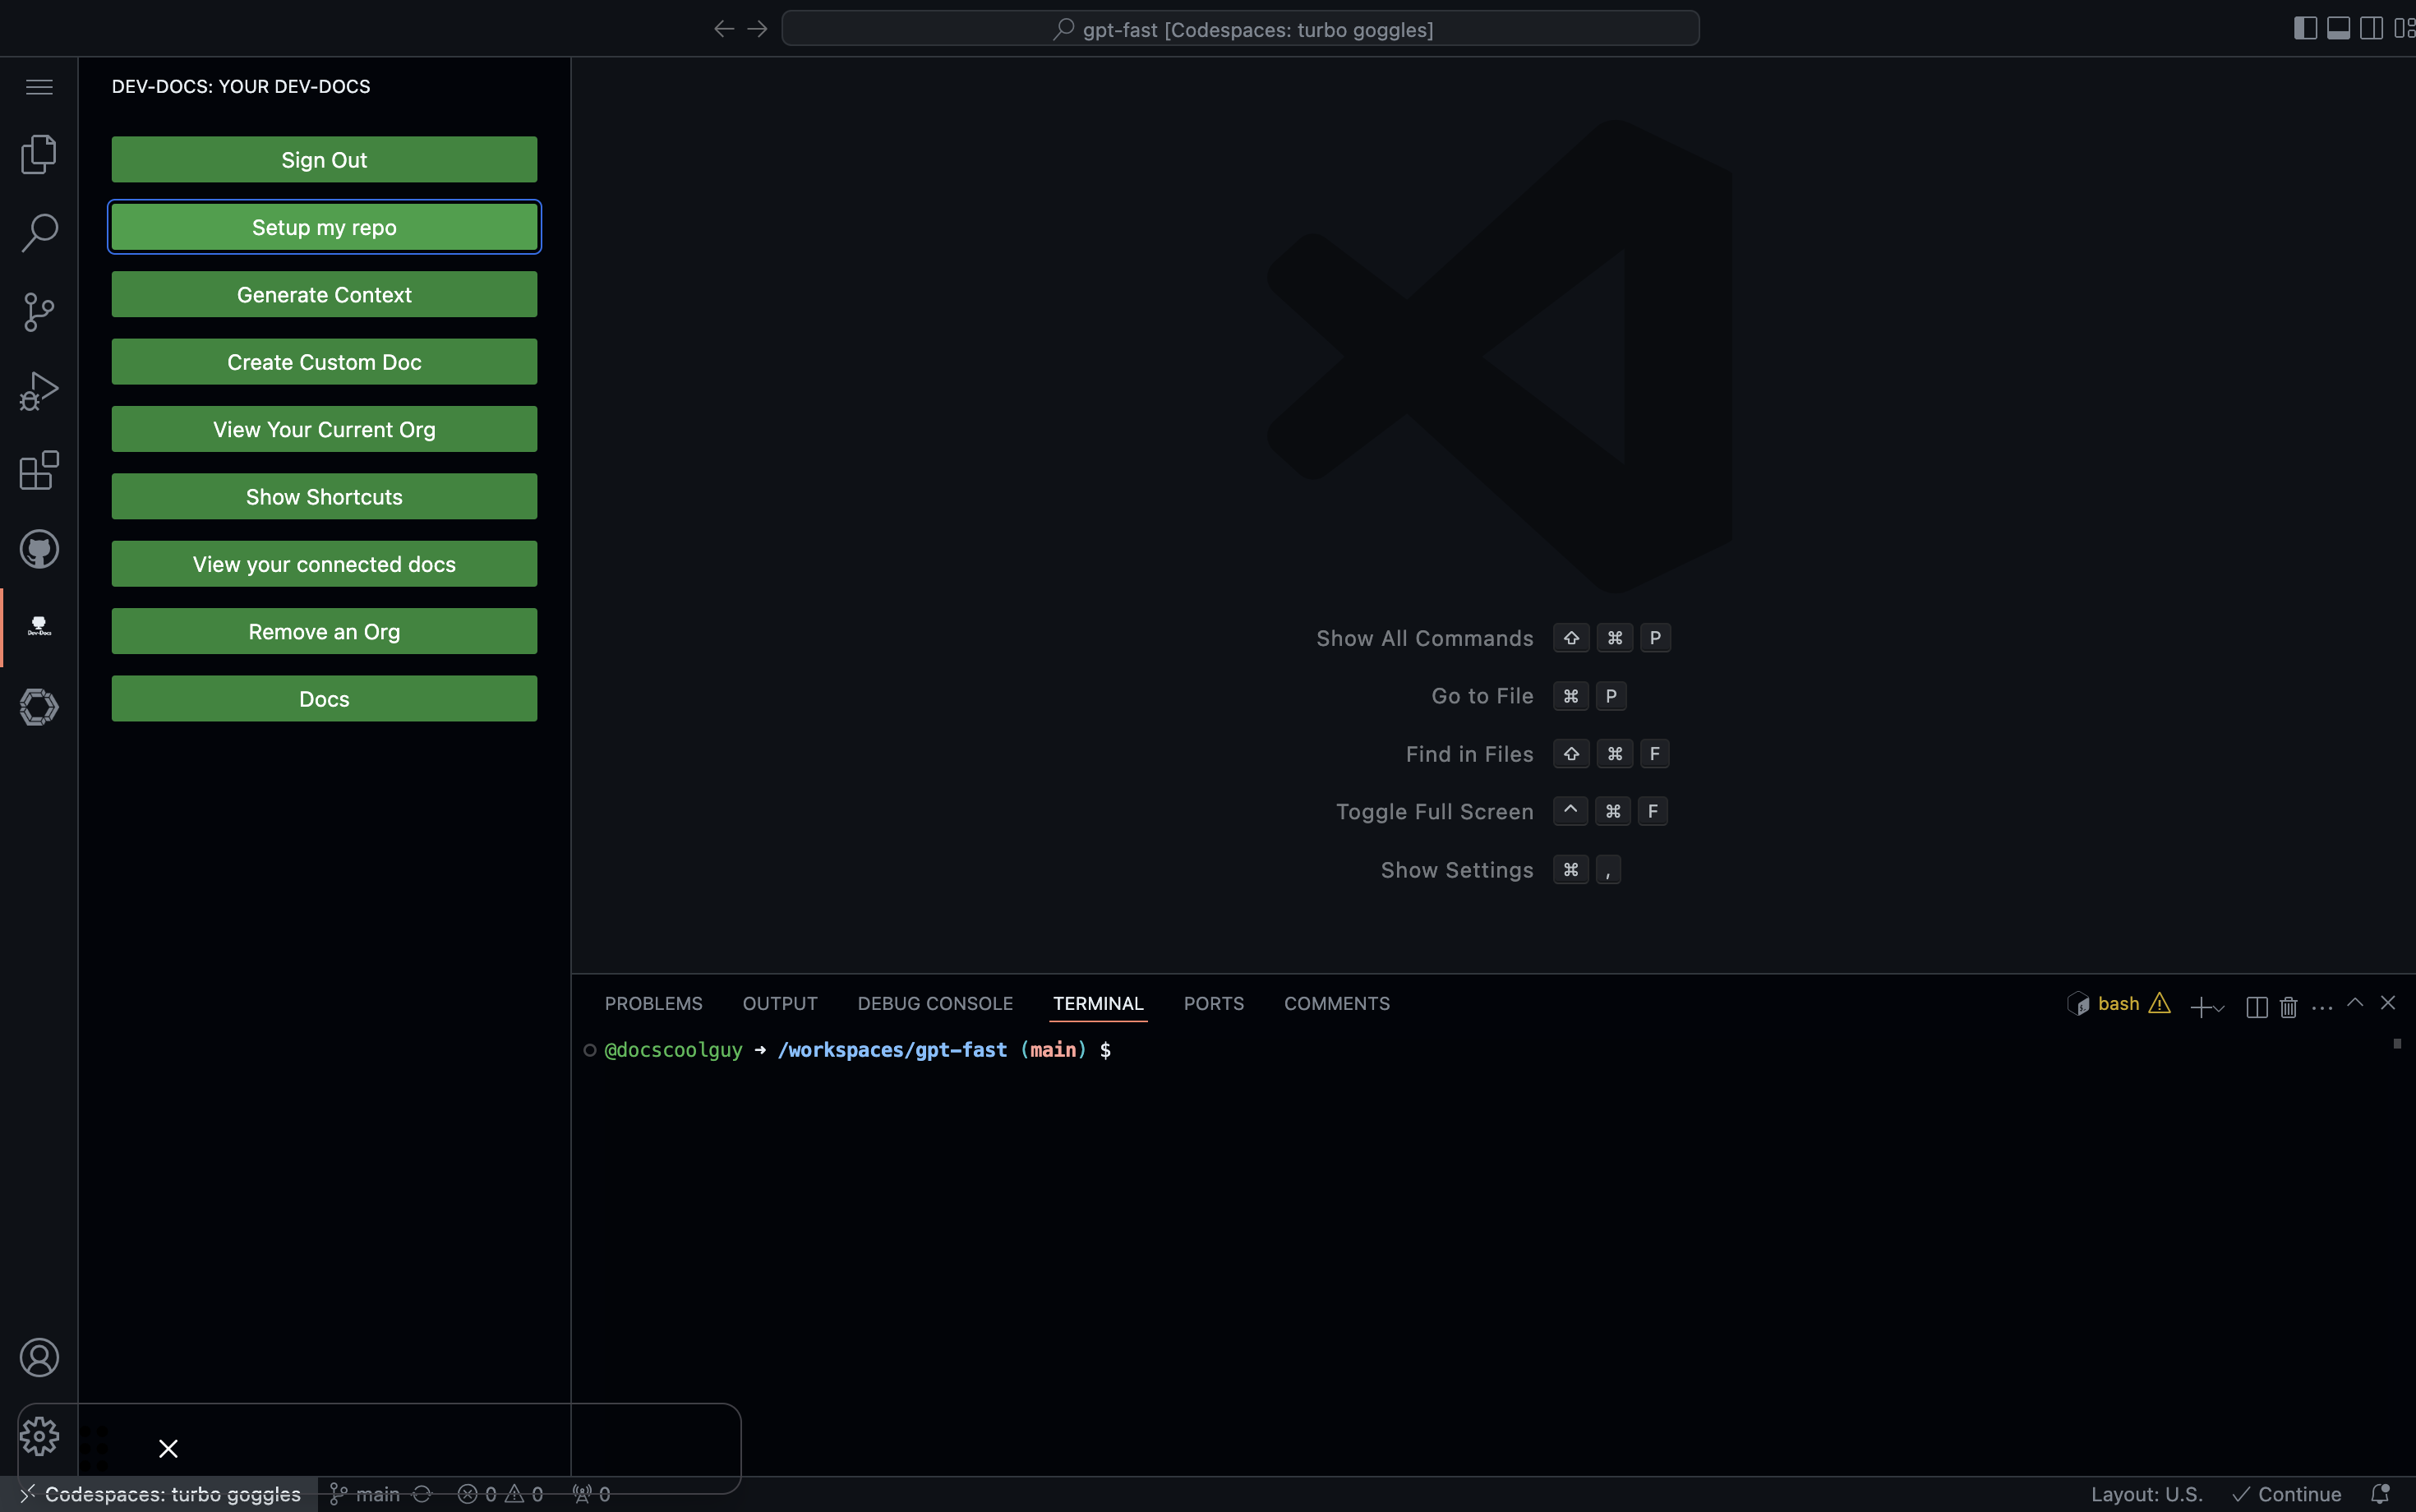 gpt-fast [Codespaces: turbo goggles]
DEV-DOCS: YOUR DEV-DOCS
Sign Out
Setup my repo
Generate Context
Create Custom Doc
View Your Current Org
Show Shortcuts
View your connected docs
Remove an Org
Docs
Dev-Docs
Show All Commands ⇧ ⌘ P
Go to File ⌘ P
Find in Files ⇧ ⌘ F
Toggle Full Screen ^ ⌘ F
Show Settings ⌘ ,
PROBLEMS OUTPUT DEBUG CONSOLE TERMINAL PORTS COMMENTS
bash
@docscoolguy ➜ /workspaces/gpt-fast (main) $
Codespaces: turbo goggles main 0 0 0
Layout: U.S. Continue